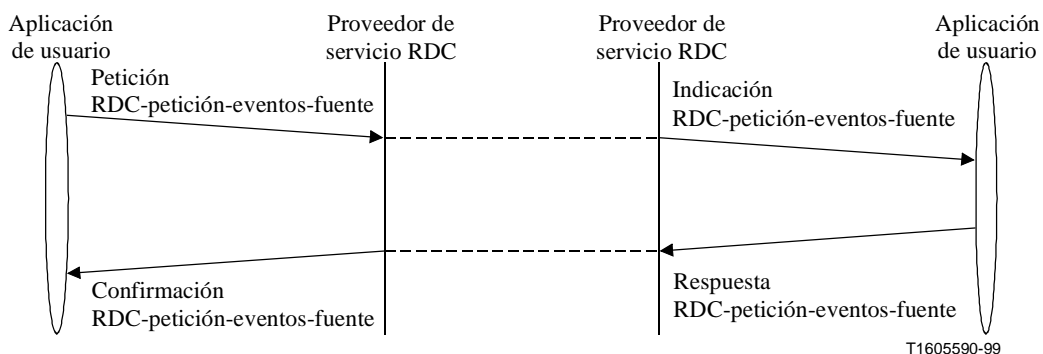 Aplicación
de usuario
Proveedor de
servicio RDC
Proveedor de
servicio RDC
Aplicación
de usuario
Petición
RDC-petición-eventos-fuente
Indicación
RDC-petición-eventos-fuente
Confirmación
RDC-petición-eventos-fuente
Respuesta
RDC-petición-eventos-fuente
T1605590-99